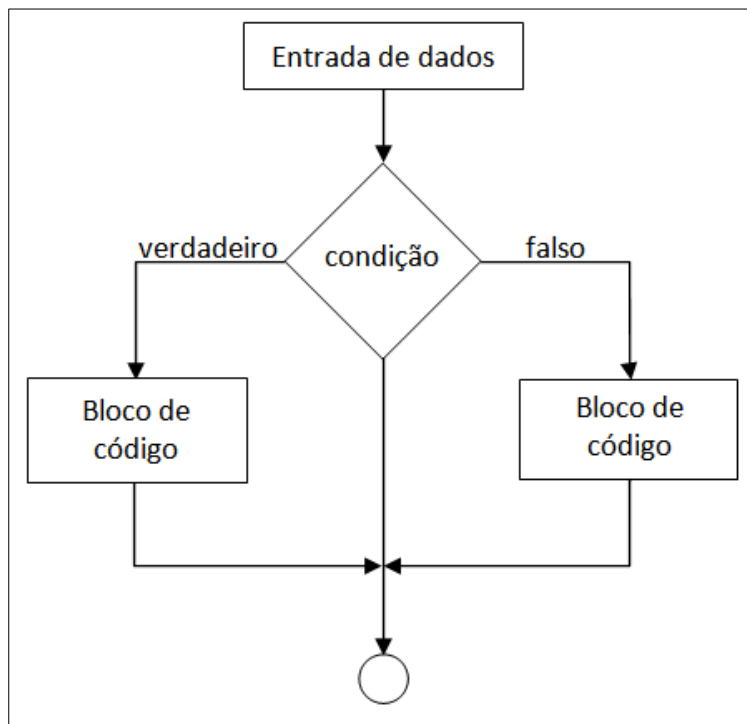 Entrada de dados
verdadeiro
condição
falso
Bloco de
código
Bloco de
código